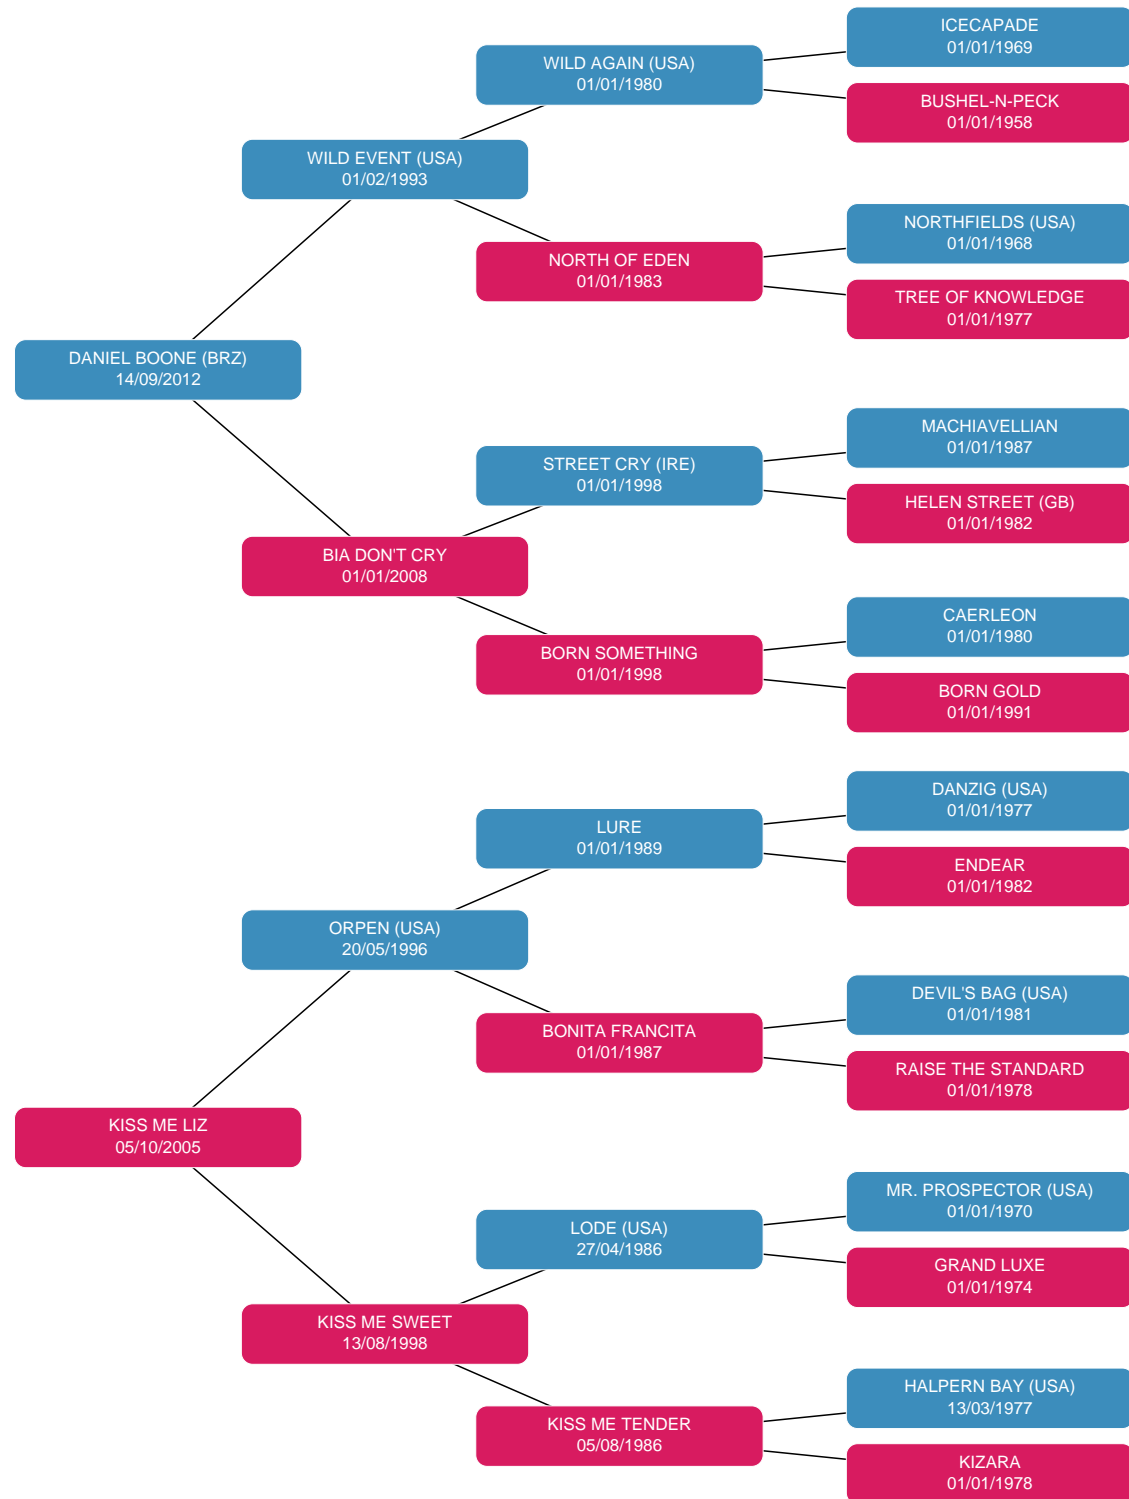 ICECAPADE
01/01/1969
WILD AGAIN (USA)
01/01/1980
BUSHEL-N-PECK
01/01/1958
WILD EVENT (USA)
01/02/1993
NORTHFIELDS (USA)
01/01/1968
NORTH OF EDEN
01/01/1983
TREE OF KNOWLEDGE
01/01/1977
DANIEL BOONE (BRZ)
14/09/2012
MACHIAVELLIAN
01/01/1987
STREET CRY (IRE)
01/01/1998
HELEN STREET (GB)
01/01/1982
BIA DON'T CRY
01/01/2008
CAERLEON
01/01/1980
BORN SOMETHING
01/01/1998
BORN GOLD
01/01/1991
DANZIG (USA)
01/01/1977
LURE
01/01/1989
ENDEAR
01/01/1982
ORPEN (USA)
20/05/1996
DEVIL'S BAG (USA)
01/01/1981
BONITA FRANCITA
01/01/1987
RAISE THE STANDARD
01/01/1978
KISS ME LIZ
05/10/2005
MR. PROSPECTOR (USA)
01/01/1970
LODE (USA)
27/04/1986
GRAND LUXE
01/01/1974
KISS ME SWEET
13/08/1998
HALPERN BAY (USA)
13/03/1977
KISS ME TENDER
05/08/1986
KIZARA
01/01/1978